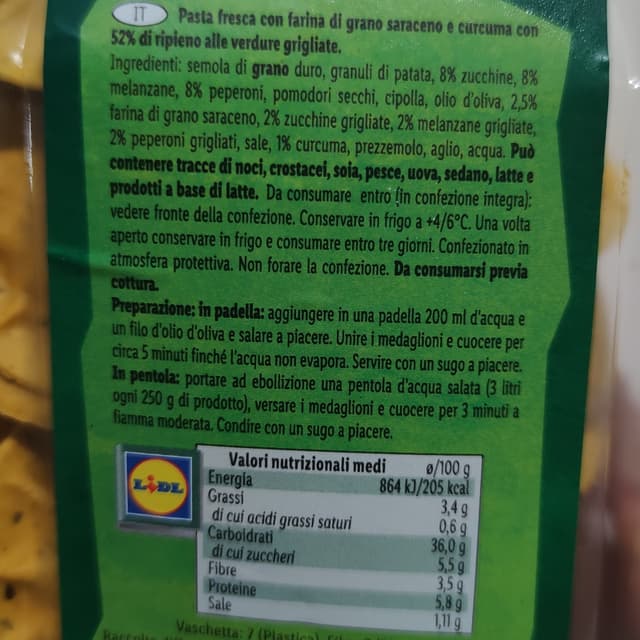 IT Pasta fresca con farina di grano saraceno e curcuma con
52% di ripieno alle verdure grigliate.
Ingredienti: semola di grano duro, granuli di patata, 8% zucchine, 8%
melanzane, 8% peperoni, pomodori secchi, cipolla, olio d'oliva, 2,5%
farina di grano saraceno, 2% zucchine grigliate, 2% melanzane grigliate,
2% peperoni grigliati, sale, 1% curcuma, prezzemolo, aglio, acqua. Può
contenere tracce di noci, crostacei, soia, pesce, uova, sedano, latte e
prodotti a base di latte. Da consumare entro (in confezione integra):
vedere fronte della confezione. Conservare in frigo a +4/6°C. Una volta
aperto conservare in frigo e consumare entro tre giorni. Confezionato in
atmosfera protettiva. Non forare la confezione. Da consumarsi previa
cottura.
Preparazione: in padella: aggiungere in una padella 200 ml d'acqua e
un filo d'olio d'oliva e salare a piacere. Unire i medaglioni e cuocere per
circa 5 minuti finché l'acqua non evapora. Servire con un sugo a piacere.
In pentola: portare ad ebollizione una pentola d'acqua salata (3 litri
ogni 250 g di prodotto), versare i medaglioni e cuocere per 3 minuti a
fiamma moderata. Condire con un sugo a piacere.
LIDL
Valori nutrizionali medi ø/100 g
Energia 864 kJ/205 kcal
Grassi 3,4 g
di cui acidi grassi saturi 0,6 g
Carboidrati 36,0 g
di cui zuccheri 5,5 g
Fibre 3,5 g
Proteine 5,8 g
Sale 1,11 g
Vaschetta: 7 (Plastica)